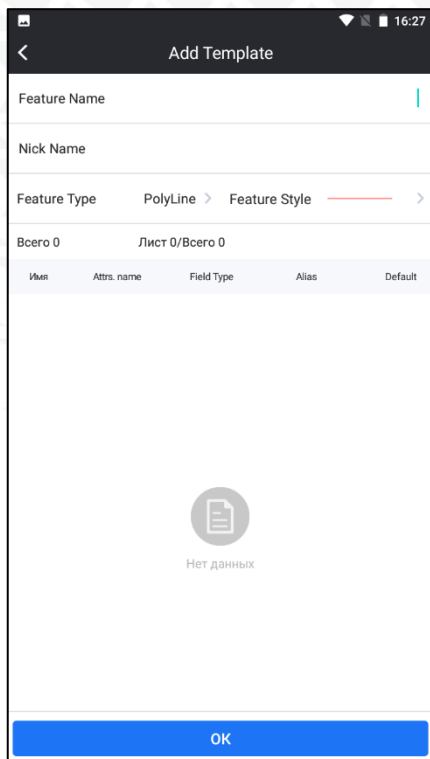 16:27
Add Template
Feature Name
Nick Name
Feature Type PolyLine Feature Style
Всего 0 Лист 0/Всего 0
Имя Attrs. name Field Type Alias Default
Нет данных
ОК